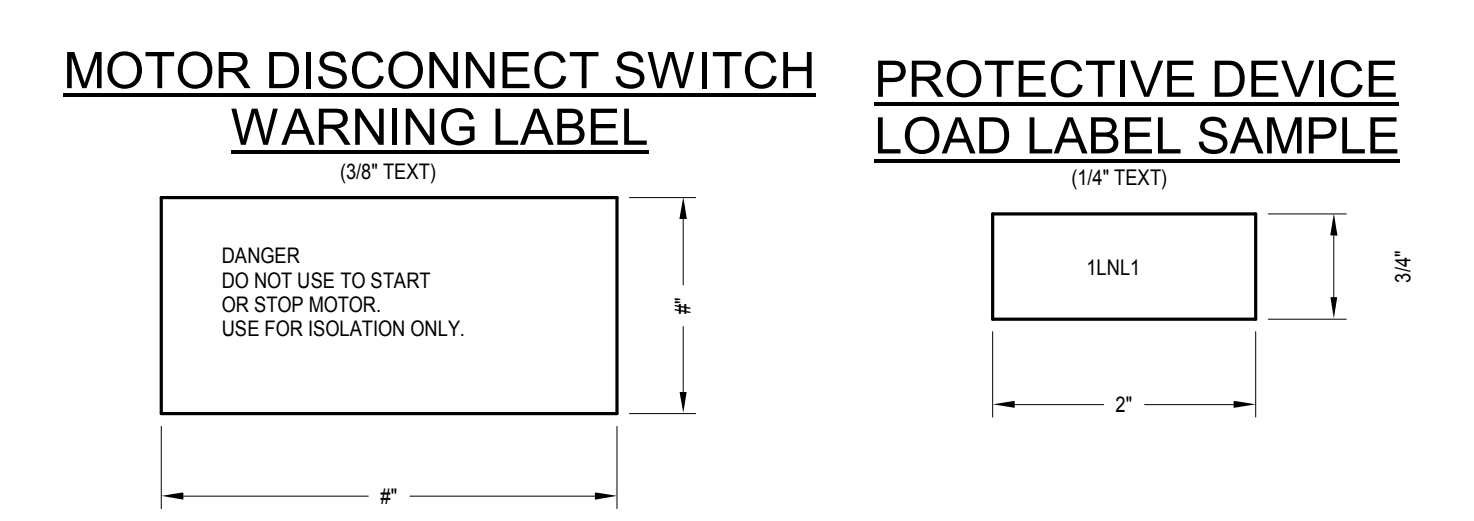 MOTOR DISCONNECT SWITCH
WARNING LABEL
(3/8" TEXT)
DANGER
DO NOT USE TO START
OR STOP MOTOR.
USE FOR ISOLATION ONLY.
#"
#"
PROTECTIVE DEVICE
LOAD LABEL SAMPLE
(1/4" TEXT)
1LNL1
3/4"
2"